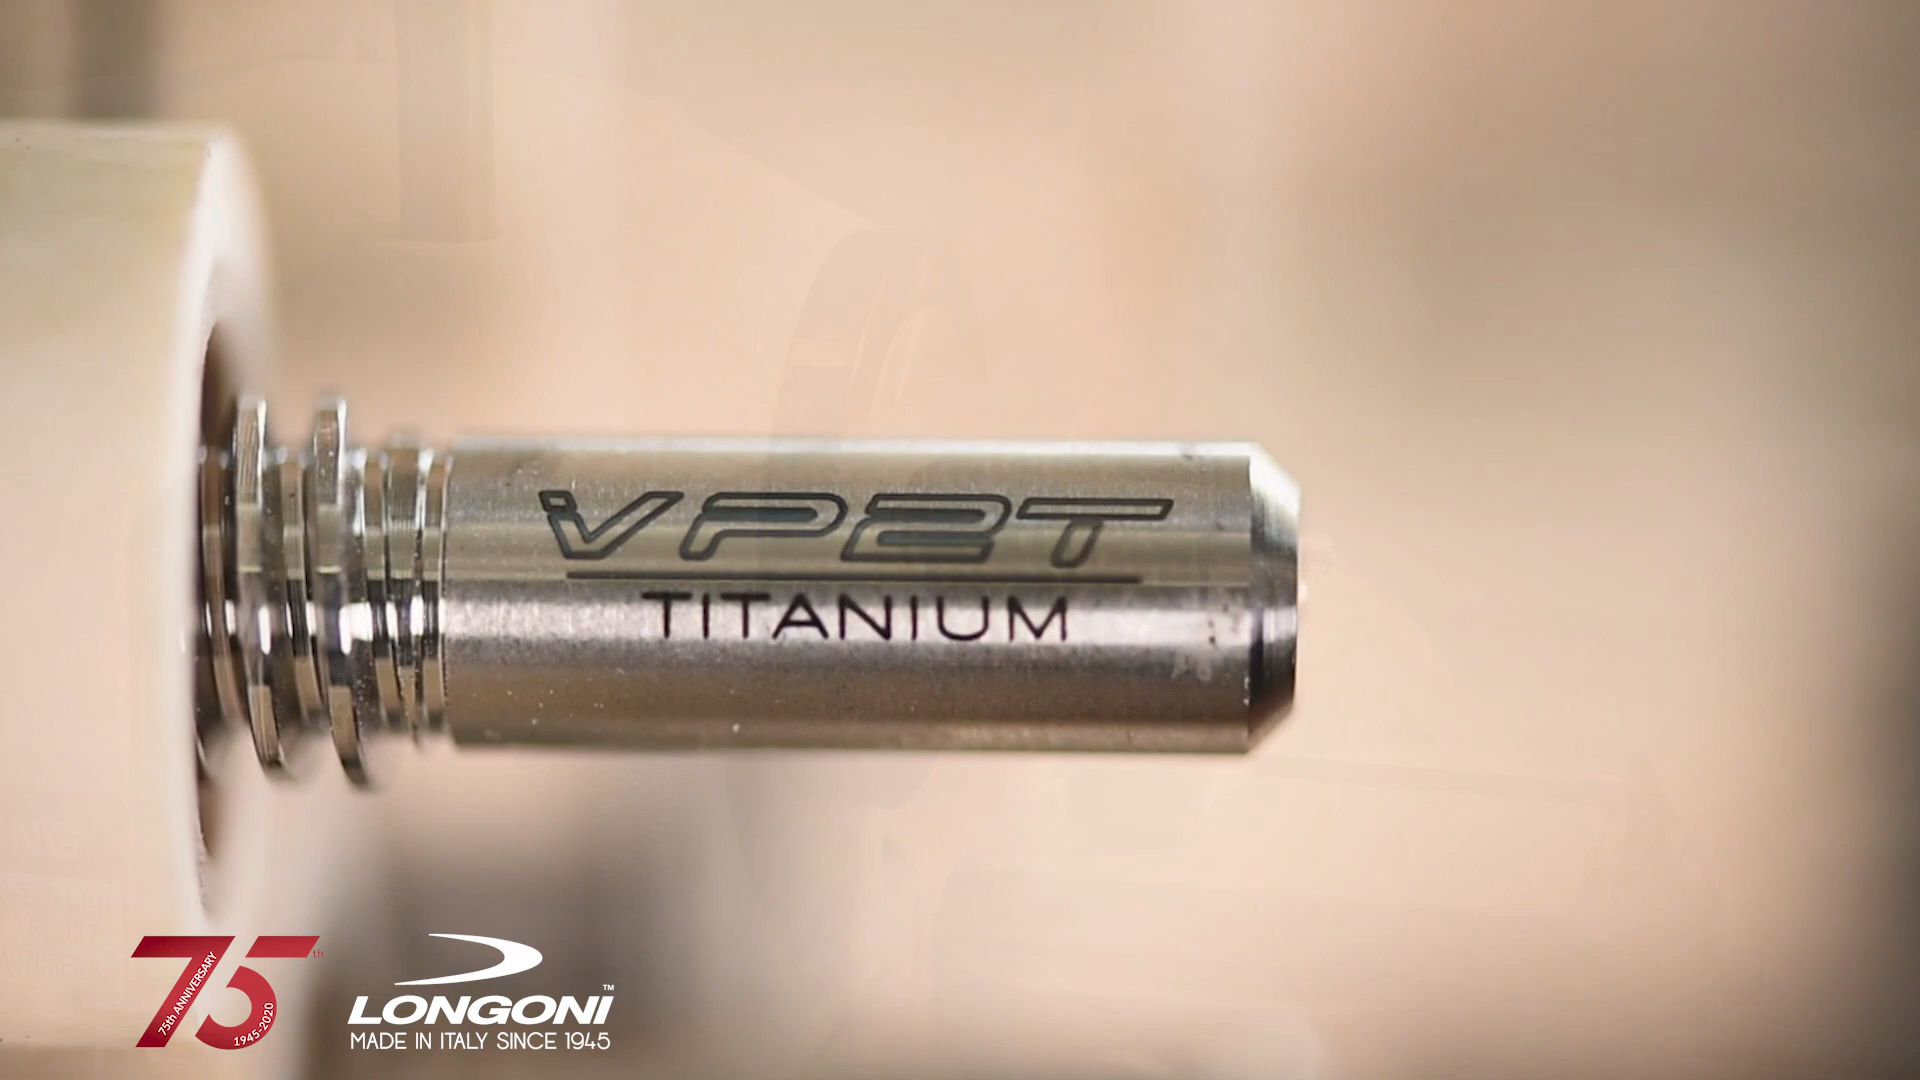 VP2T
TITANIUM
75th
75th ANNIVERSARY
1945-2020
LONGONI™
MADE IN ITALY SINCE 1945